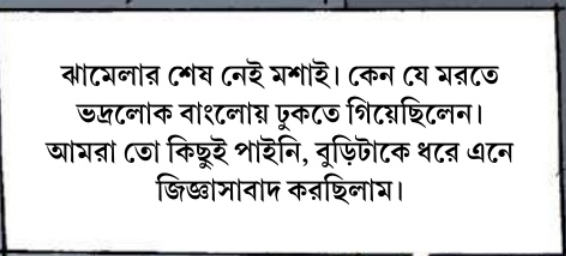 ঝামেলার শেষ নেই মশাই। কেন যে মরতে
ভদ্রলোক বাংলোয় ঢুকতে গিয়েছিলেন।
আমরা তো কিছুই পাইনি, বুড়িটাকে ধরে এনে
জিজ্ঞাসাবাদ করছিলাম।